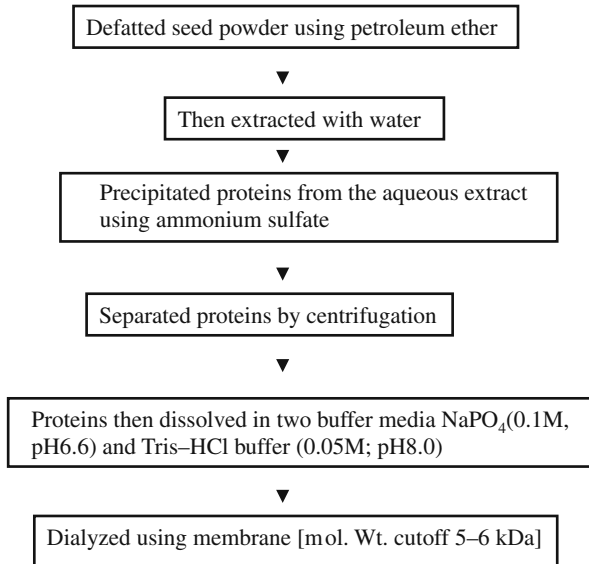 Defatted seed powder using petroleum ether
Then extracted with water
Precipitated proteins from the aqueous extract
using ammonium sulfate
Separated proteins by centrifugation
Proteins then dissolved in two buffer media NaPO₄(0.1M,
pH6.6) and Tris–HCl buffer (0.05M; pH8.0)
Dialyzed using membrane [mol. Wt. cutoff 5–6 kDa]